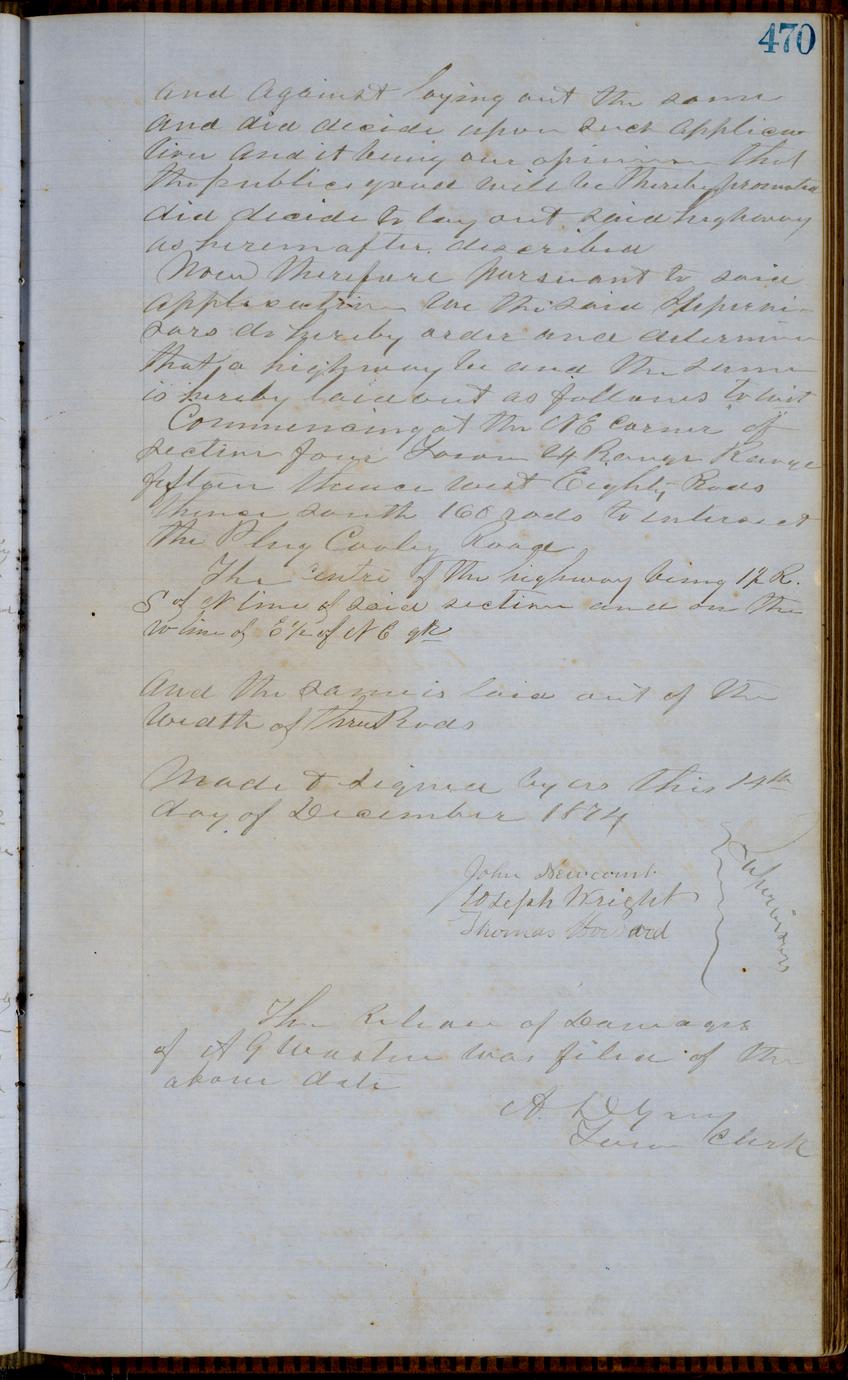 470
and against laying out the same
and did decide upon such applica
tion and it being our opinion that
the public good will be thereby promoted
did decide to lay out said highway
as hereinafter described
Now therefore pursuant to said
application we the said Supervi-
sors do hereby order and determine
that a highway be and the same
is hereby laid out as follows to wit
Commencing at the NE corner of
section four Town 24 Range Range
fifteen thence west Eighty Rods
thence south 160 rods to intersect
the Plug Cooley Road
The centre of the highway being 1½ R.
S of N line of said section and on the
W line of E ½ of NE qr
And the same is laid out of the
width of three Rods
Made & signed by us this 14th
day of December 1874
John Newcomb
Joseph Wright
Thomas
Supervisors
The Release of Damages
of A G was filed of the
above date
A.
Town Clerk